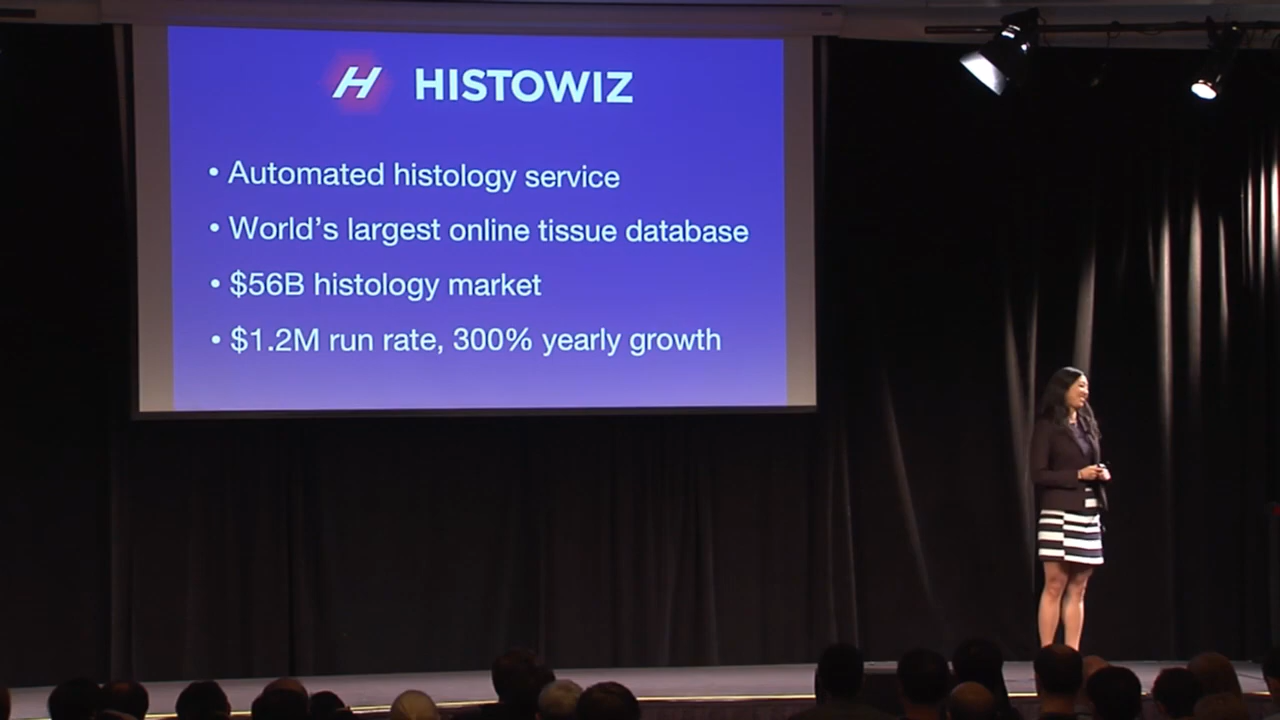 H HISTOWIZ
• Automated histology service
• World's largest online tissue database
• $56B histology market
• $1.2M run rate, 300% yearly growth